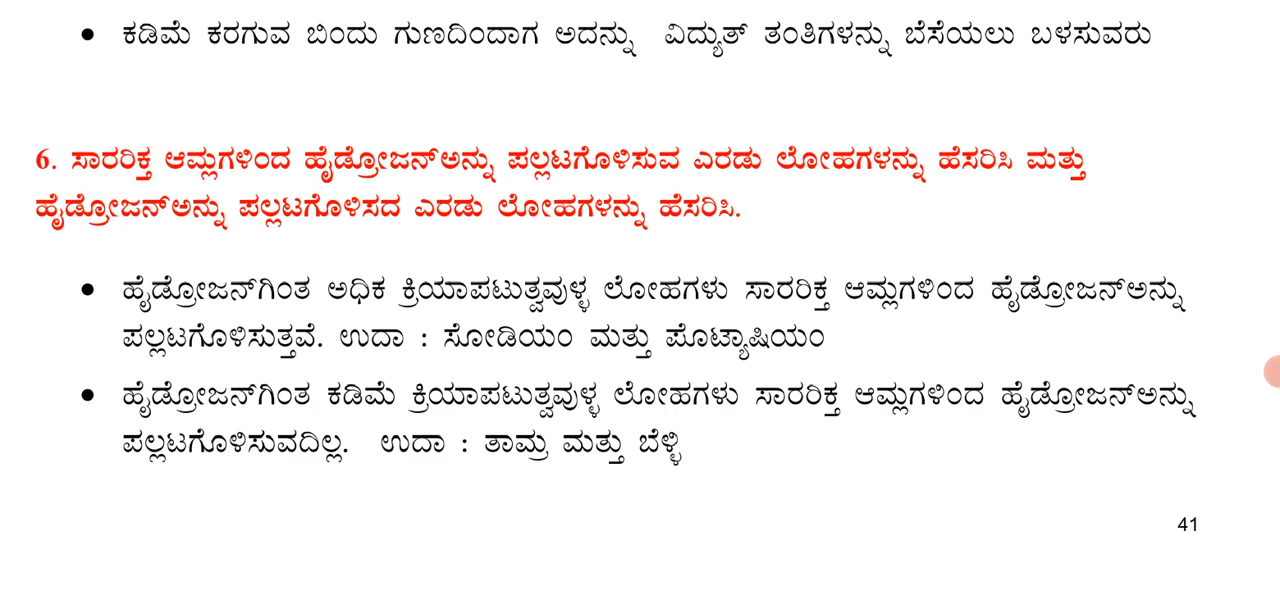 • ಕಡಿಮೆ ಕರಗುವ ಬಿಂದು ಗುಣದಿಂದಾಗ ಅದನ್ನು ವಿದ್ಯುತ್ ತಂತಿಗಳನ್ನು ಬೆಸೆಯಲು ಬಳಸುವರು
6. ಸಾರರಿಕ್ತ ಆಮ್ಲಗಳಿಂದ ಹೈಡ್ರೋಜನ್‌ಅನ್ನು ಪಲ್ಲಟಗೊಳಿಸುವ ಎರಡು ಲೋಹಗಳನ್ನು ಹೆಸರಿಸಿ ಮತ್ತು
ಹೈಡ್ರೋಜನ್‌ಅನ್ನು ಪಲ್ಲಟಗೊಳಿಸದ ಎರಡು ಲೋಹಗಳನ್ನು ಹೆಸರಿಸಿ.
• ಹೈಡ್ರೋಜನ್‌ಗಿಂತ ಅಧಿಕ ಕ್ರಿಯಾಪಟುತ್ವವುಳ್ಳ ಲೋಹಗಳು ಸಾರರಿಕ್ತ ಆಮ್ಲಗಳಿಂದ ಹೈಡ್ರೋಜನ್‌ಅನ್ನು
ಪಲ್ಲಟಗೊಳಿಸುತ್ತವೆ. ಉದಾ : ಸೋಡಿಯಂ ಮತ್ತು ಪೊಟ್ಯಾಷಿಯಂ
• ಹೈಡ್ರೋಜನ್‌ಗಿಂತ ಕಡಿಮೆ ಕ್ರಿಯಾಪಟುತ್ವವುಳ್ಳ ಲೋಹಗಳು ಸಾರರಿಕ್ತ ಆಮ್ಲಗಳಿಂದ ಹೈಡ್ರೋಜನ್‌ಅನ್ನು
ಪಲ್ಲಟಗೊಳಿಸುವದಿಲ್ಲ. ಉದಾ : ತಾಮ್ರ ಮತ್ತು ಬೆಳ್ಳಿ
41